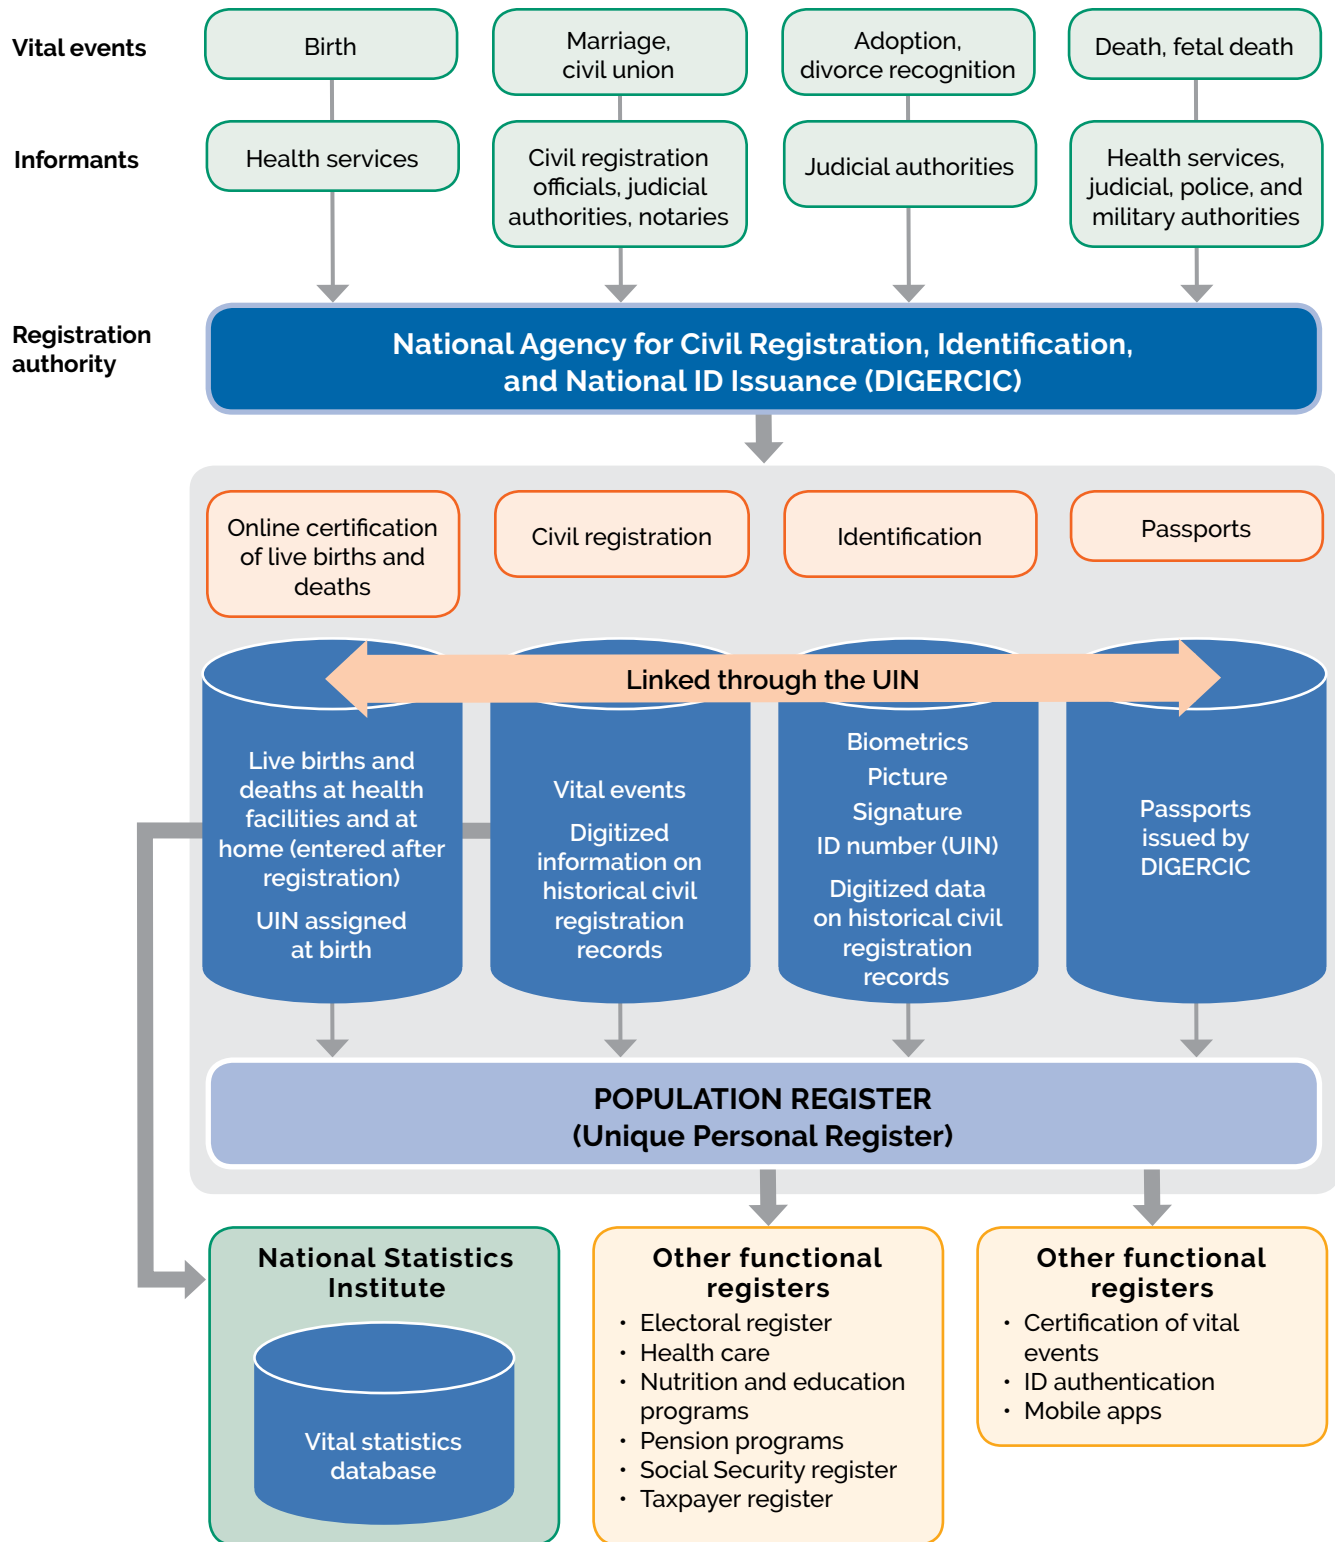 Vital events
Birth
Marriage,
civil union
Adoption,
divorce recognition
Death, fetal death
Informants
Health services
Civil registration
officials, judicial
authorities, notaries
Judicial authorities
Health services,
judicial, police, and
military authorities
Registration
authority
National Agency for Civil Registration, Identification,
and National ID Issuance (DIGERCIC)
Online certification
of live births and
deaths
Civil registration
Identification
Passports
Linked through the UIN
Live births and
deaths at health
facilities and at
home (entered after
registration)
UIN assigned
at birth
Vital events
Digitized
information on
historical civil
registration
records
Biometrics
Picture
Signature
ID number (UIN)
Digitized data
on historical civil
registration
records
Passports
issued by
DIGERCIC
POPULATION REGISTER
(Unique Personal Register)
National Statistics
Institute
Vital statistics
database
Other functional
registers
• Electoral register
• Health care
• Nutrition and education
programs
• Pension programs
• Social Security register
• Taxpayer register
Other functional
registers
• Certification of vital
events
• ID authentication
• Mobile apps